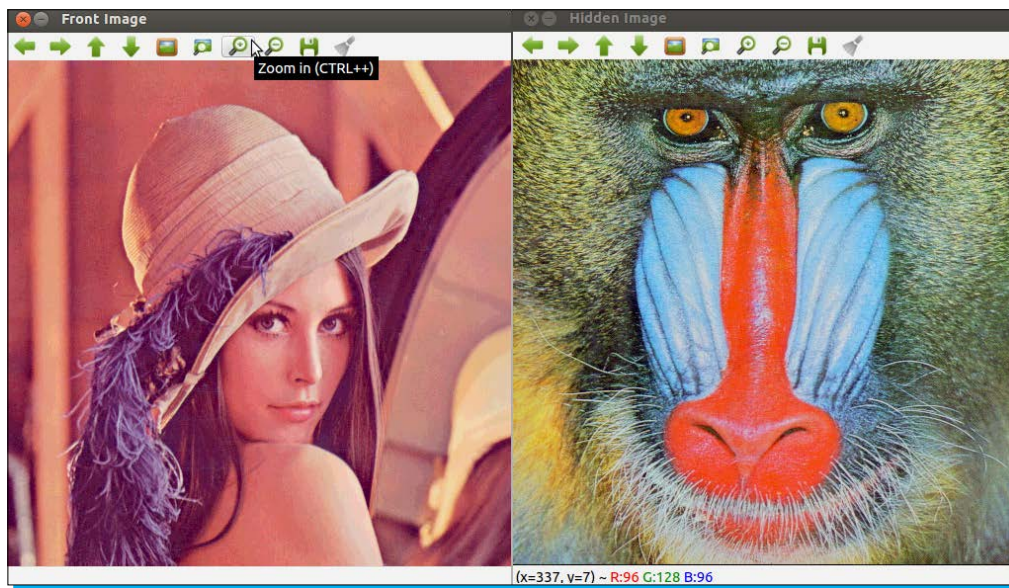 Front Image
Hidden Image
Zoom in (CTRL++)
(x=337, y=7) ~ R:96 G:128 B:96